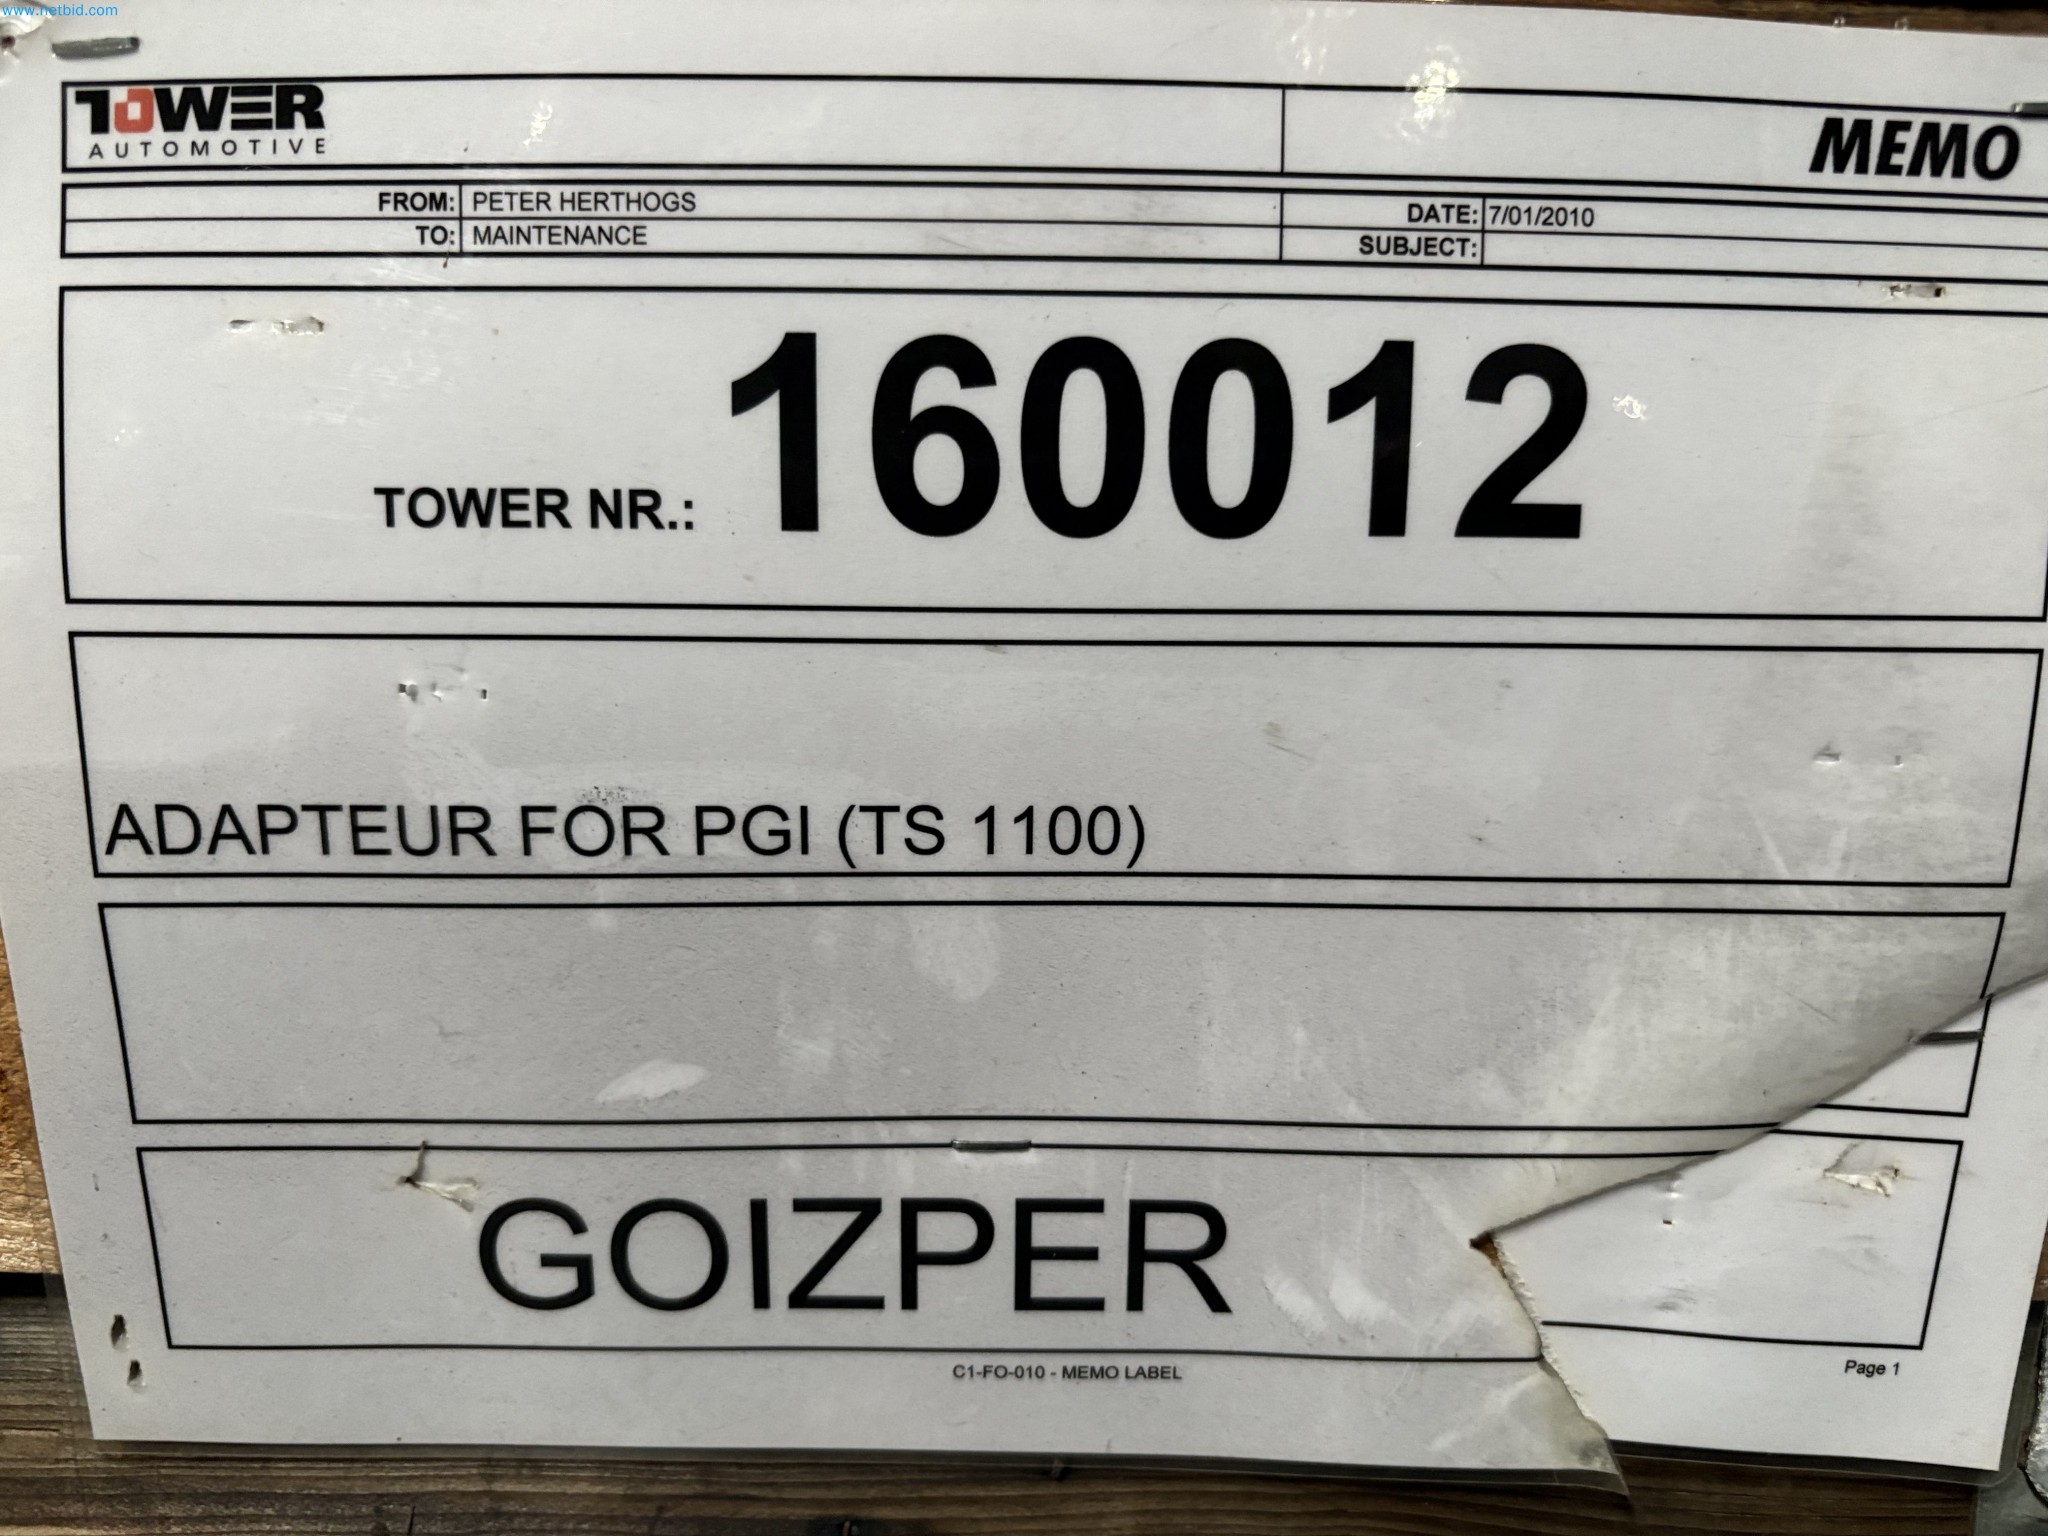 www.netbid.com
TOWER
AUTOMOTIVE
MEMO
FROM: PETER HERTHOGS
DATE: 7/01/2010
TO: MAINTENANCE
SUBJECT:
TOWER NR.: 160012
ADAPTEUR FOR PGI (TS 1100)
GOIZPER
C1-FO-010 - MEMO LABEL
Page 1